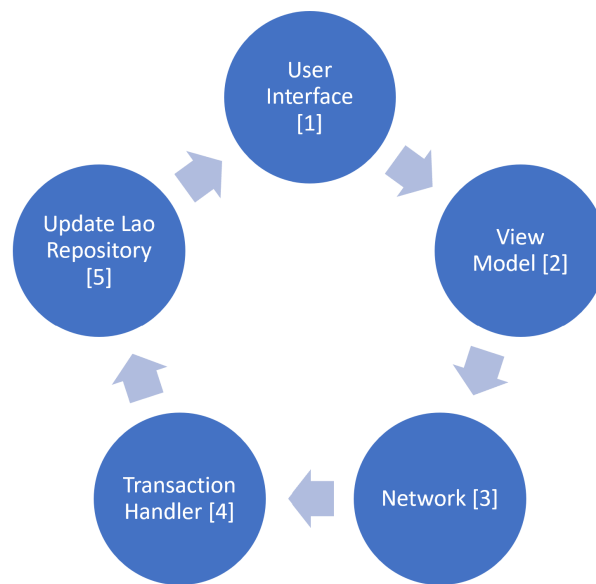 User
Interface
[1]
View
Model [2]
Network [3]
Transaction
Handler [4]
Update Lao
Repository
[5]